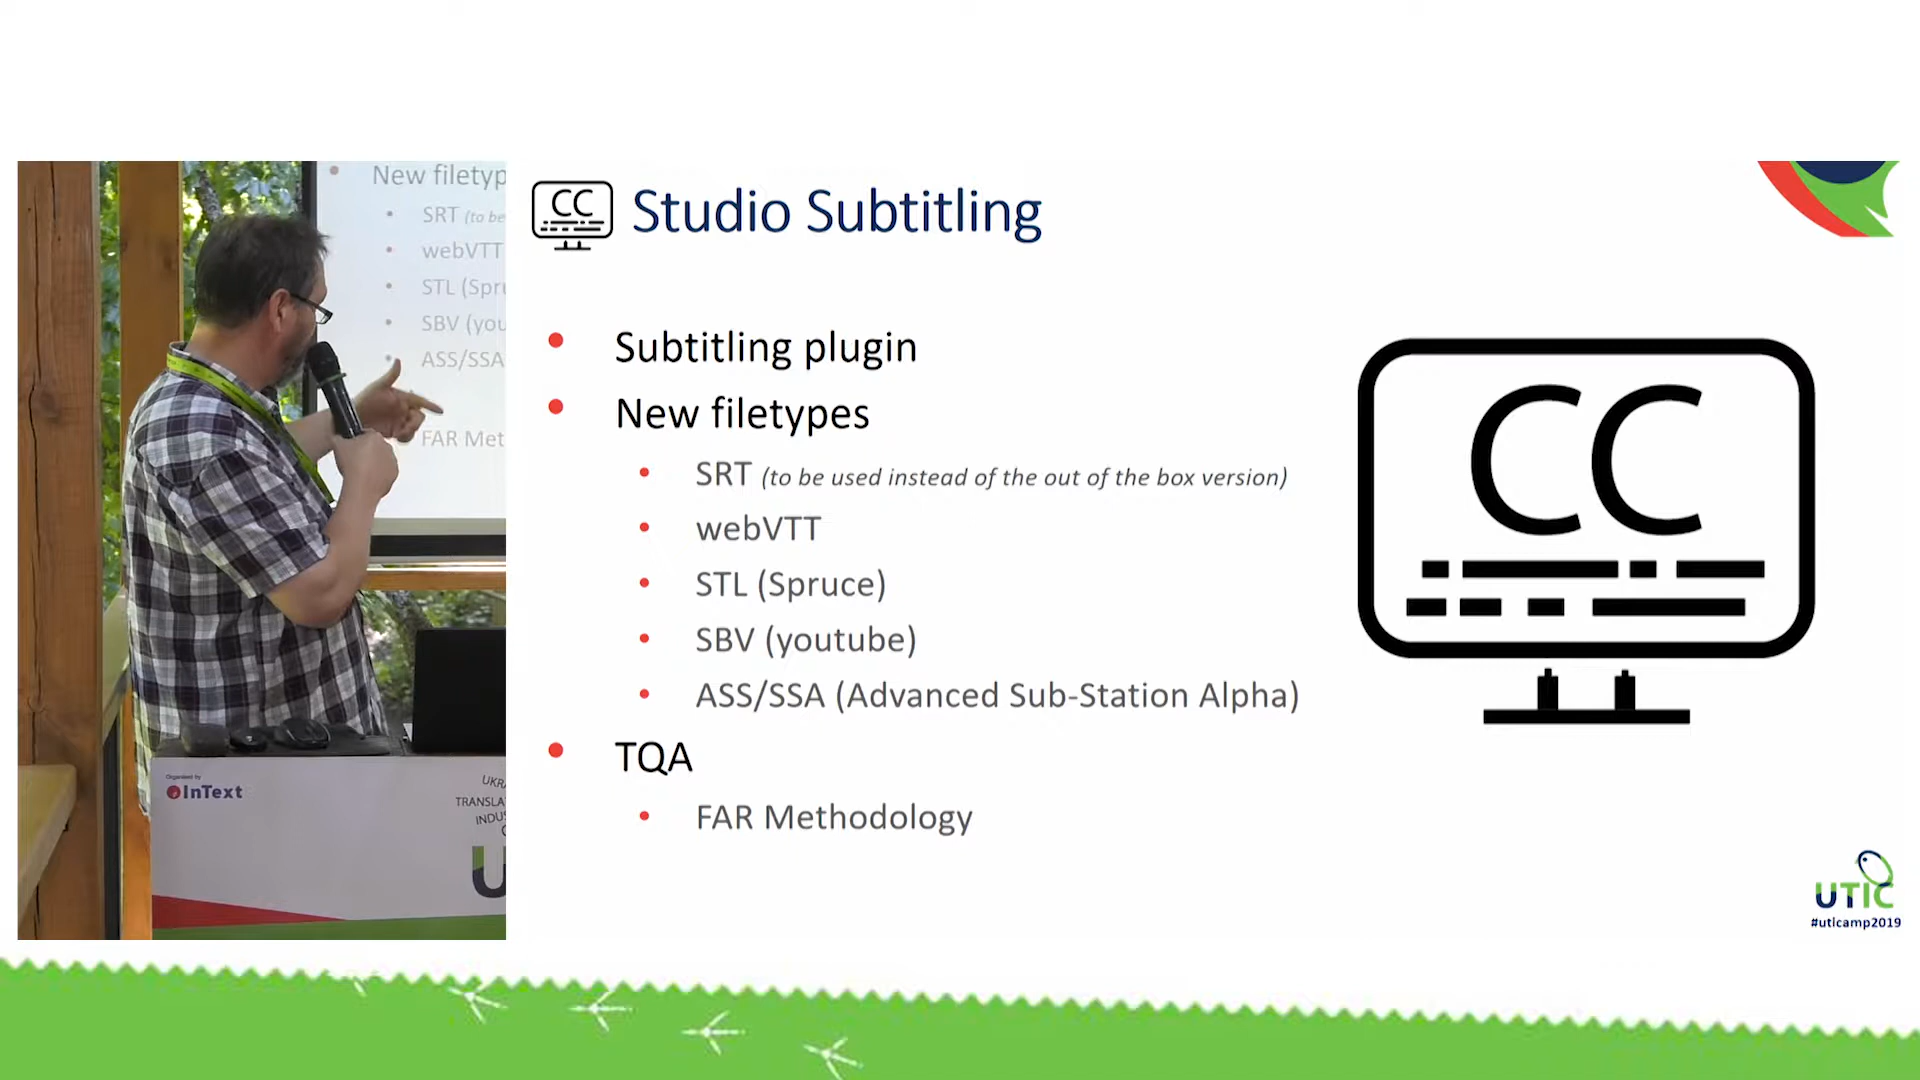 New filetyp
SRT (to be
webVTT
STL (Spru
SBV (you
ASS/SSA
FAR Met
Organised by
InText
UKRA
TRANSLA
INDUS
C
U
CC
Studio Subtitling
Subtitling plugin
New filetypes
SRT (to be used instead of the out of the box version)
webVTT
STL (Spruce)
SBV (youtube)
ASS/SSA (Advanced Sub-Station Alpha)
TQA
FAR Methodology
CC
UTIC
#uticamp2019